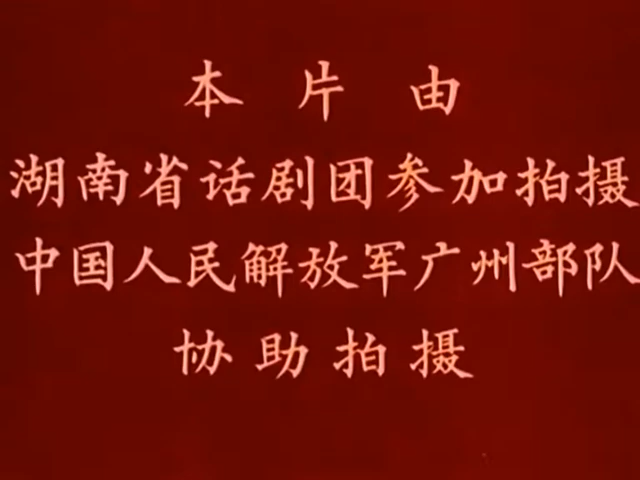 本片由
湖南省话剧团参加拍摄
中国人民解放军广州部队
协助拍摄